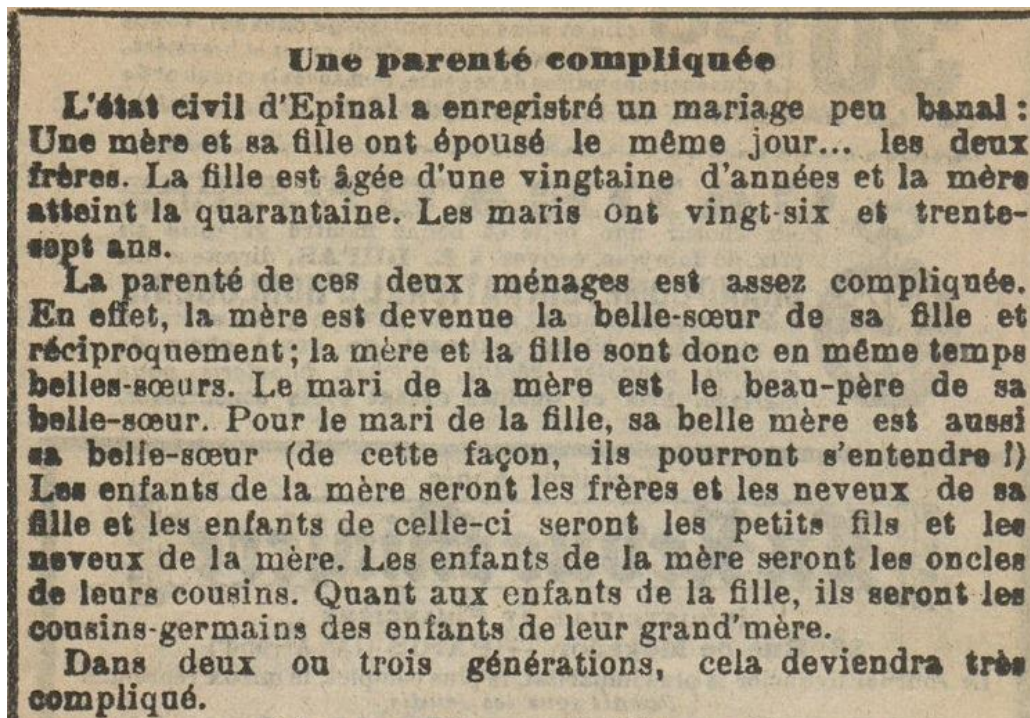 Une parenté compliquée
L'état civil d'Epinal a enregistré un mariage peu banal :
Une mère et sa fille ont épousé le même jour... les deux
frères. La fille est âgée d'une vingtaine d'années et la mère
atteint la quarantaine. Les maris ont vingt-six et trente-
sept ans.
La parenté de ces deux ménages est assez compliquée.
En effet, la mère est devenue la belle-sœur de sa fille et
réciproquement ; la mère et la fille sont donc en même temps
belles-sœurs. Le mari de la mère est le beau-père de sa
belle-sœur. Pour le mari de la fille, sa belle mère est aussi
sa belle-sœur (de cette façon, ils pourront s'entendre !)
Les enfants de la mère seront les frères et les neveux de sa
fille et les enfants de celle-ci seront les petits fils et les
neveux de la mère. Les enfants de la mère seront les oncles
de leurs cousins. Quant aux enfants de la fille, ils seront les
cousins-germains des enfants de leur grand'mère.
Dans deux ou trois générations, cela deviendra très
compliqué.